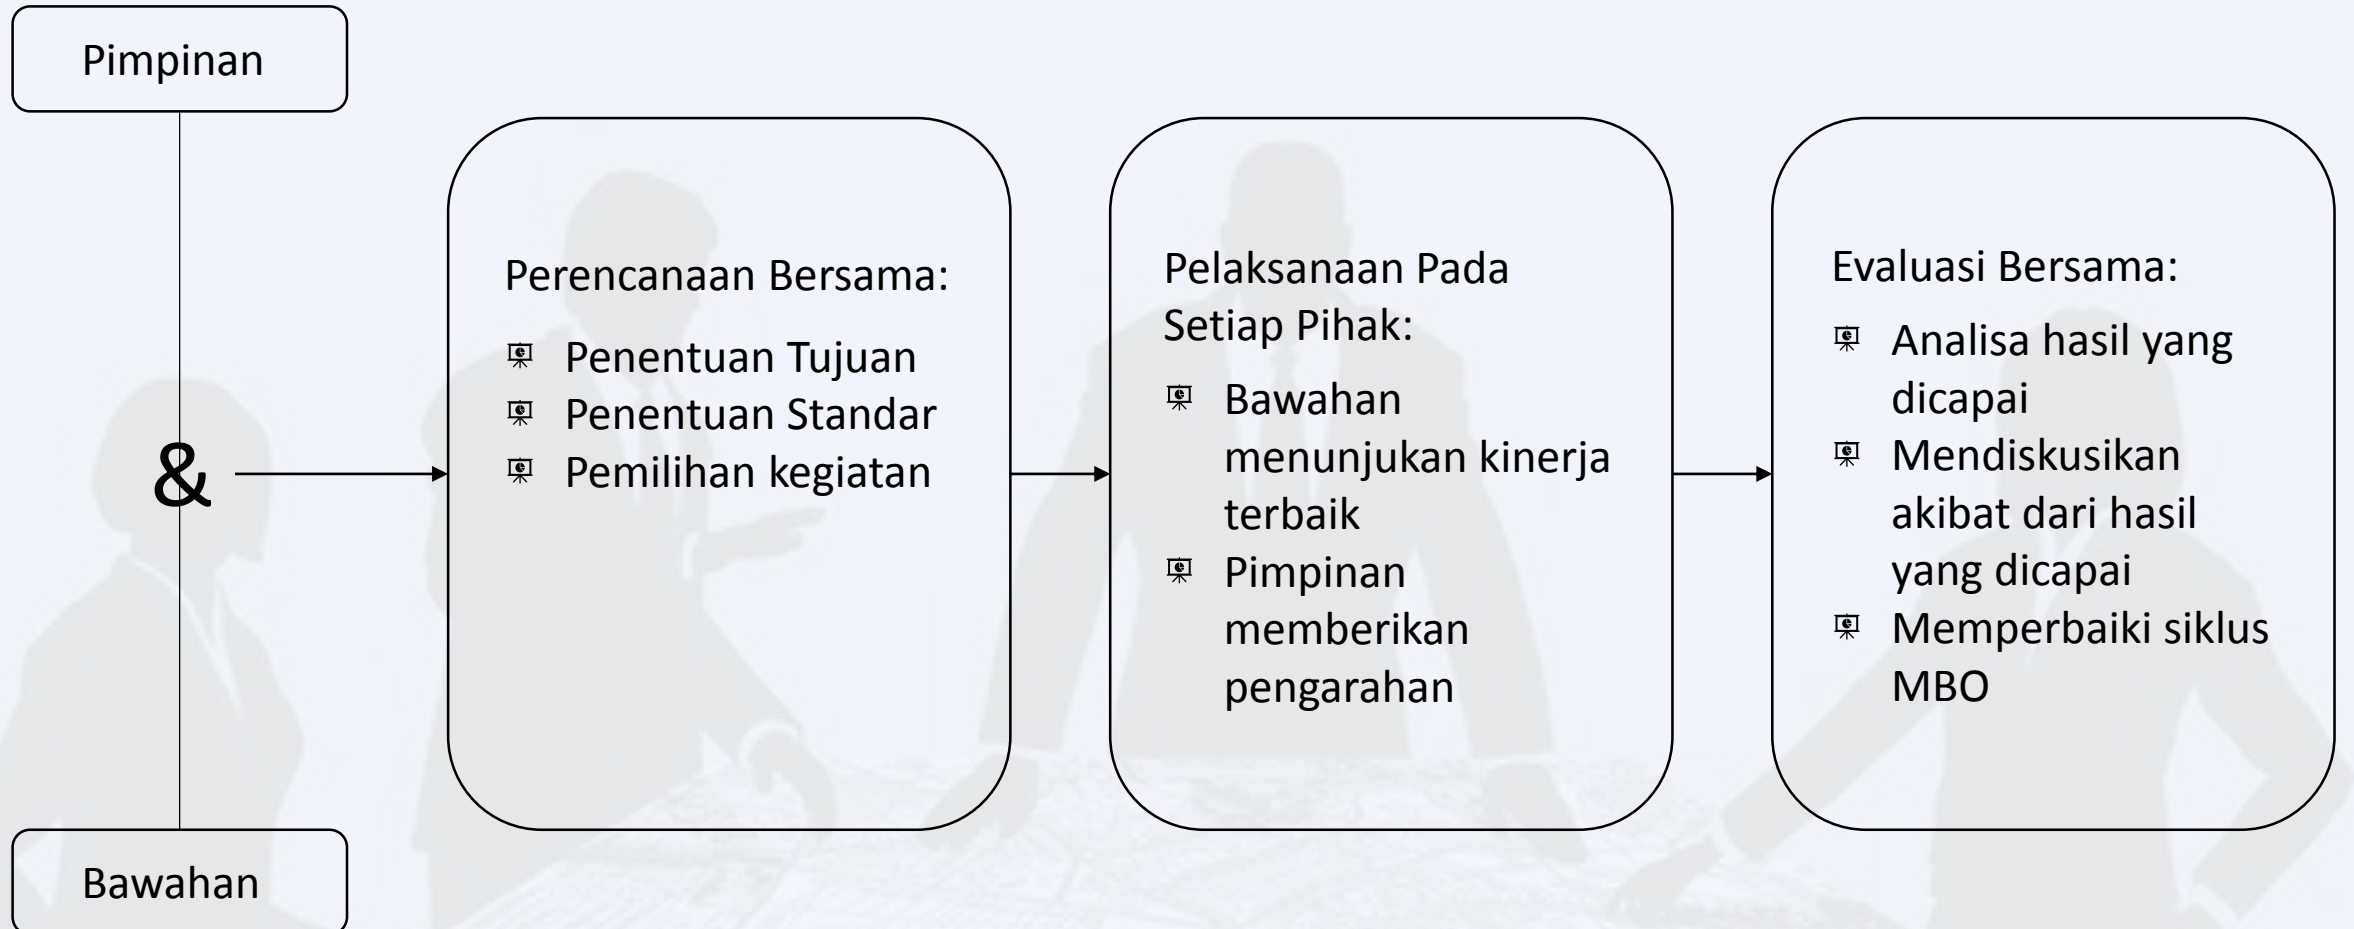 Pimpinan
&
Bawahan
Perencanaan Bersama:
Penentuan Tujuan
Penentuan Standar
Pemilihan kegiatan
Pelaksanaan Pada
Setiap Pihak:
Bawahan
menunjukan kinerja
terbaik
Pimpinan
memberikan
pengarahan
Evaluasi Bersama:
Analisa hasil yang
dicapai
Mendiskusikan
akibat dari hasil
yang dicapai
Memperbaiki siklus
MBO